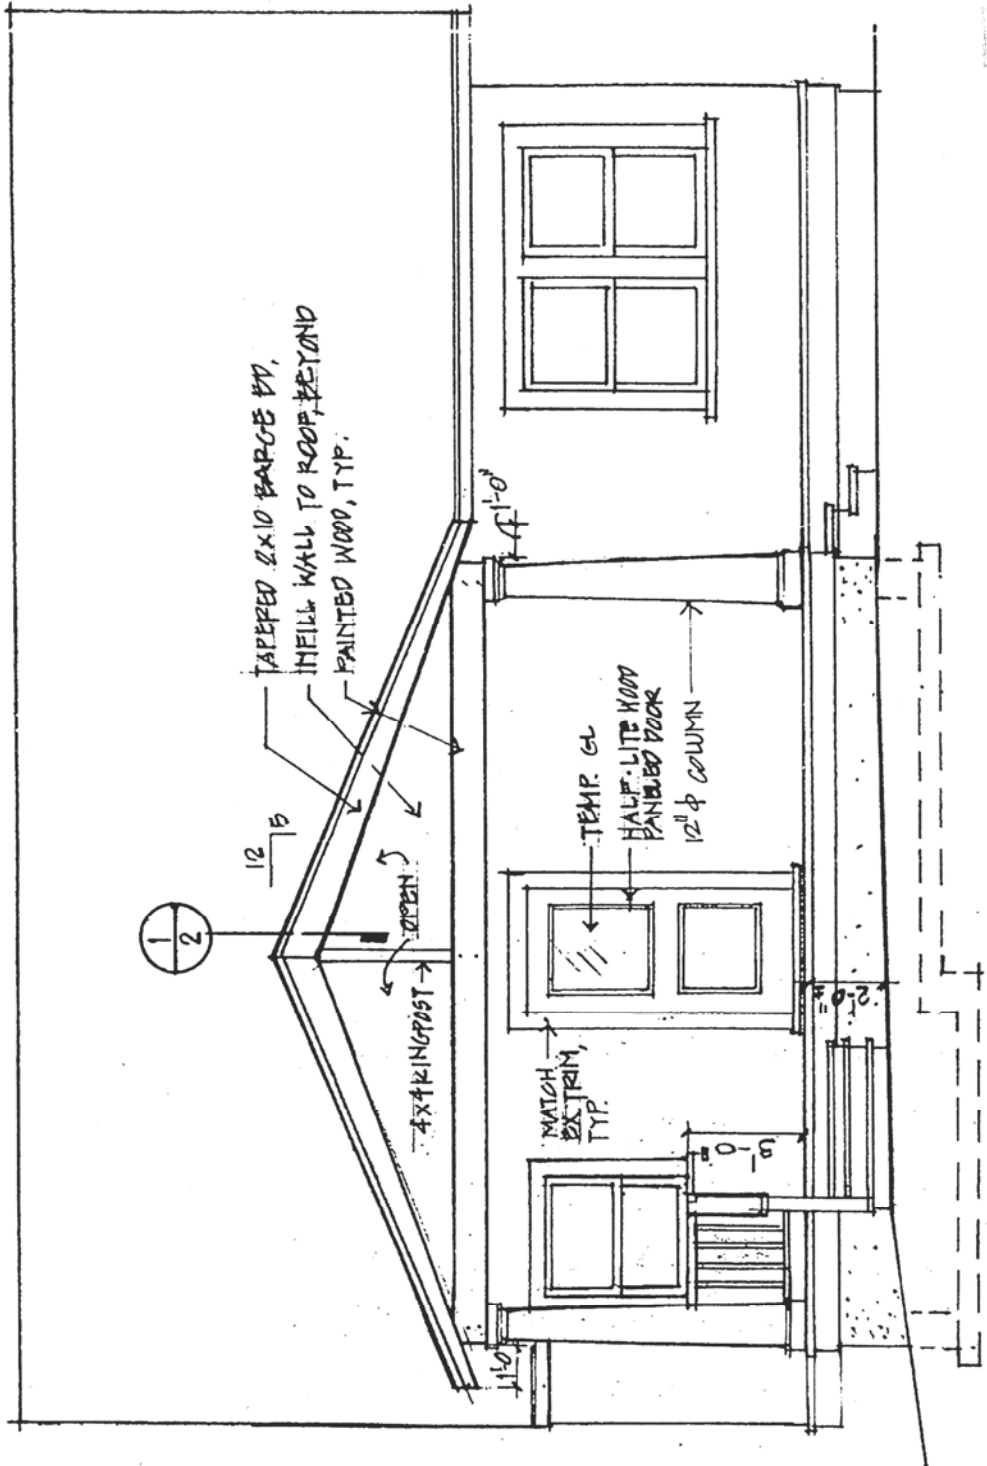 TAPERED 2X10 BARGE BD.
INFILL WALL TO ROOF, BEYOND
PAINTED WOOD, TYP.
12
5
1
2
OPEN
4X4 KINGPOST
1'-0"
1'-0"
TEMP. GL
HALF-LITE WOOD
PANELED DOOR
12" ϕ COLUMN
MATCH
EX TRIM,
TYP.
3'-0"
2'-0" ±